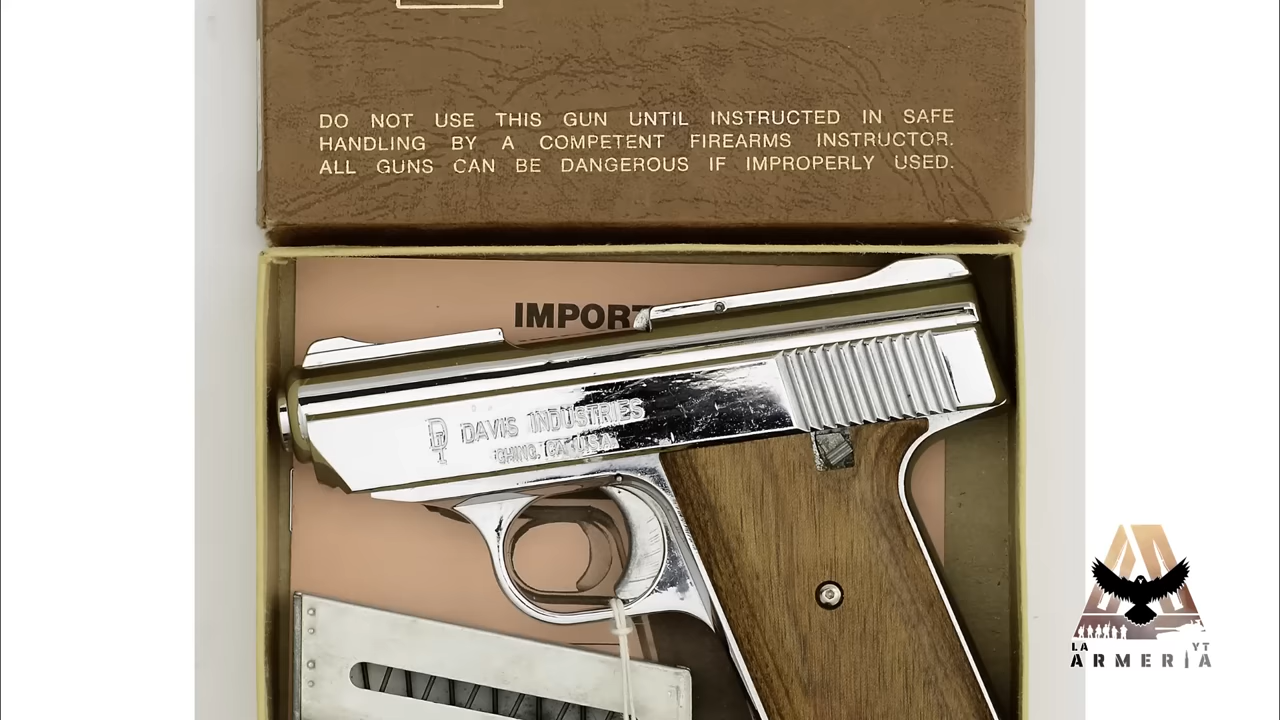 DO NOT USE THIS GUN UNTIL INSTRUCTED IN SAFE
HANDLING BY A COMPETENT FIREARMS INSTRUCTOR.
ALL GUNS CAN BE DANGEROUS IF IMPROPERLY USED.
IMPORT
DAVIS INDUSTRIES
CHINO, CA. U.S.A.
LA YT
ARMERIA